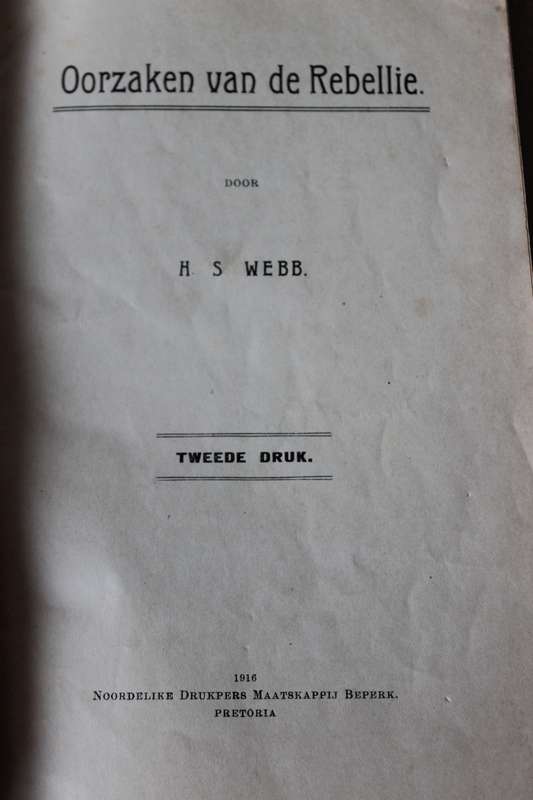 Oorzaken van de Rebellie.
DOOR
H S WEBB.
TWEEDE DRUK.
1916
NOORDELIKE DRUKPERS MAATSKAPPIJ BEPERK.
PRETORIA